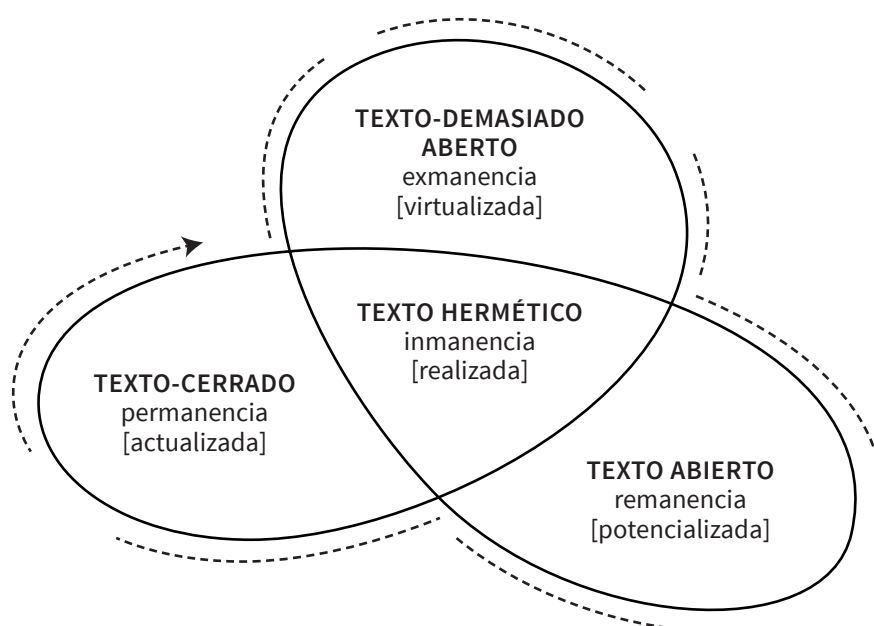 TEXTO-DEMASIADO
ABERTO
exmanencia
[virtualizada]
TEXTO HERMÉTICO
inmanencia
[realizada]
TEXTO-CERRADO
permanencia
[actualizada]
TEXTO ABIERTO
remanencia
[potencializada]